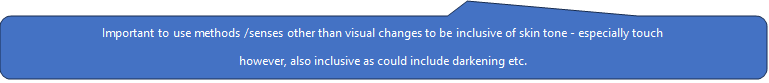 Important to use methods /senses other than visual changes to be inclusive of skin tone - especially touch
however, also inclusive as could include darkening etc.